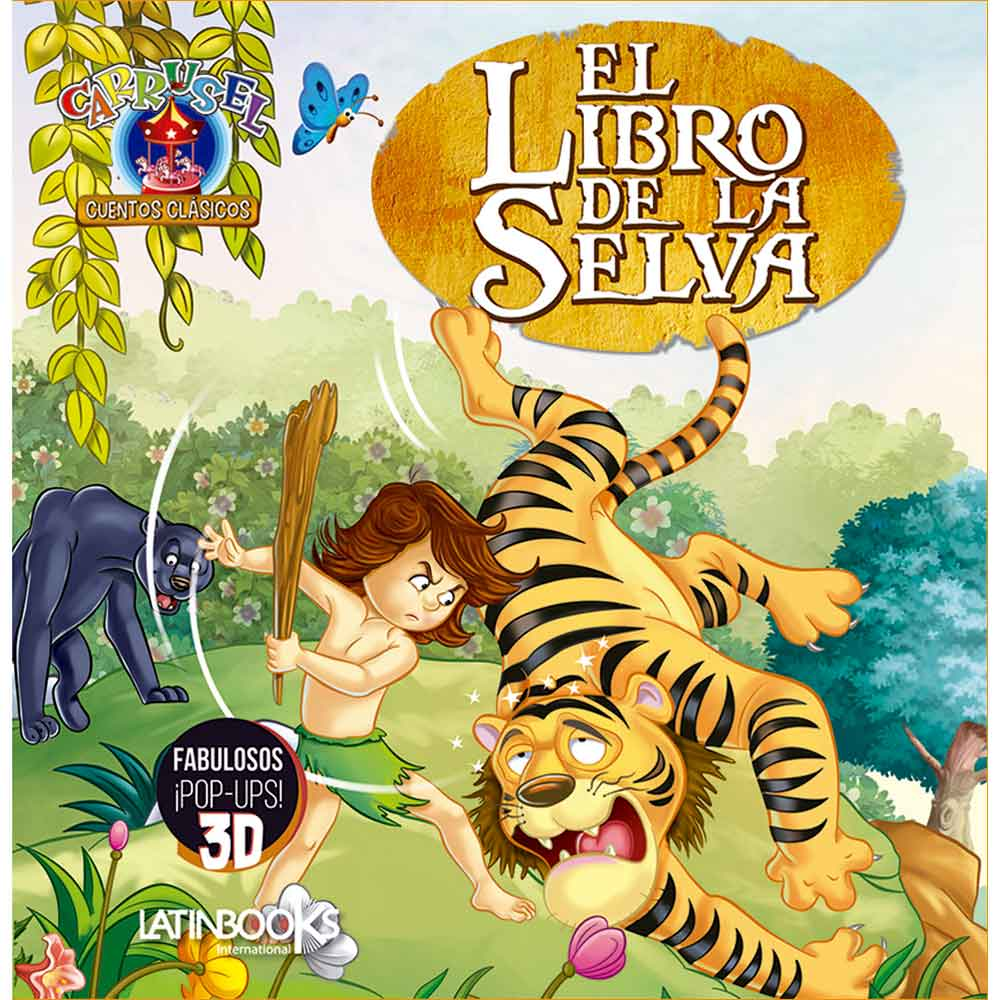 CARRUSEL
CUENTOS CLÁSICOS
EL
LIBRO
DE LA
SELVA
FABULOSOS
¡POP-UPS!
3D
LATINBOOKS
International